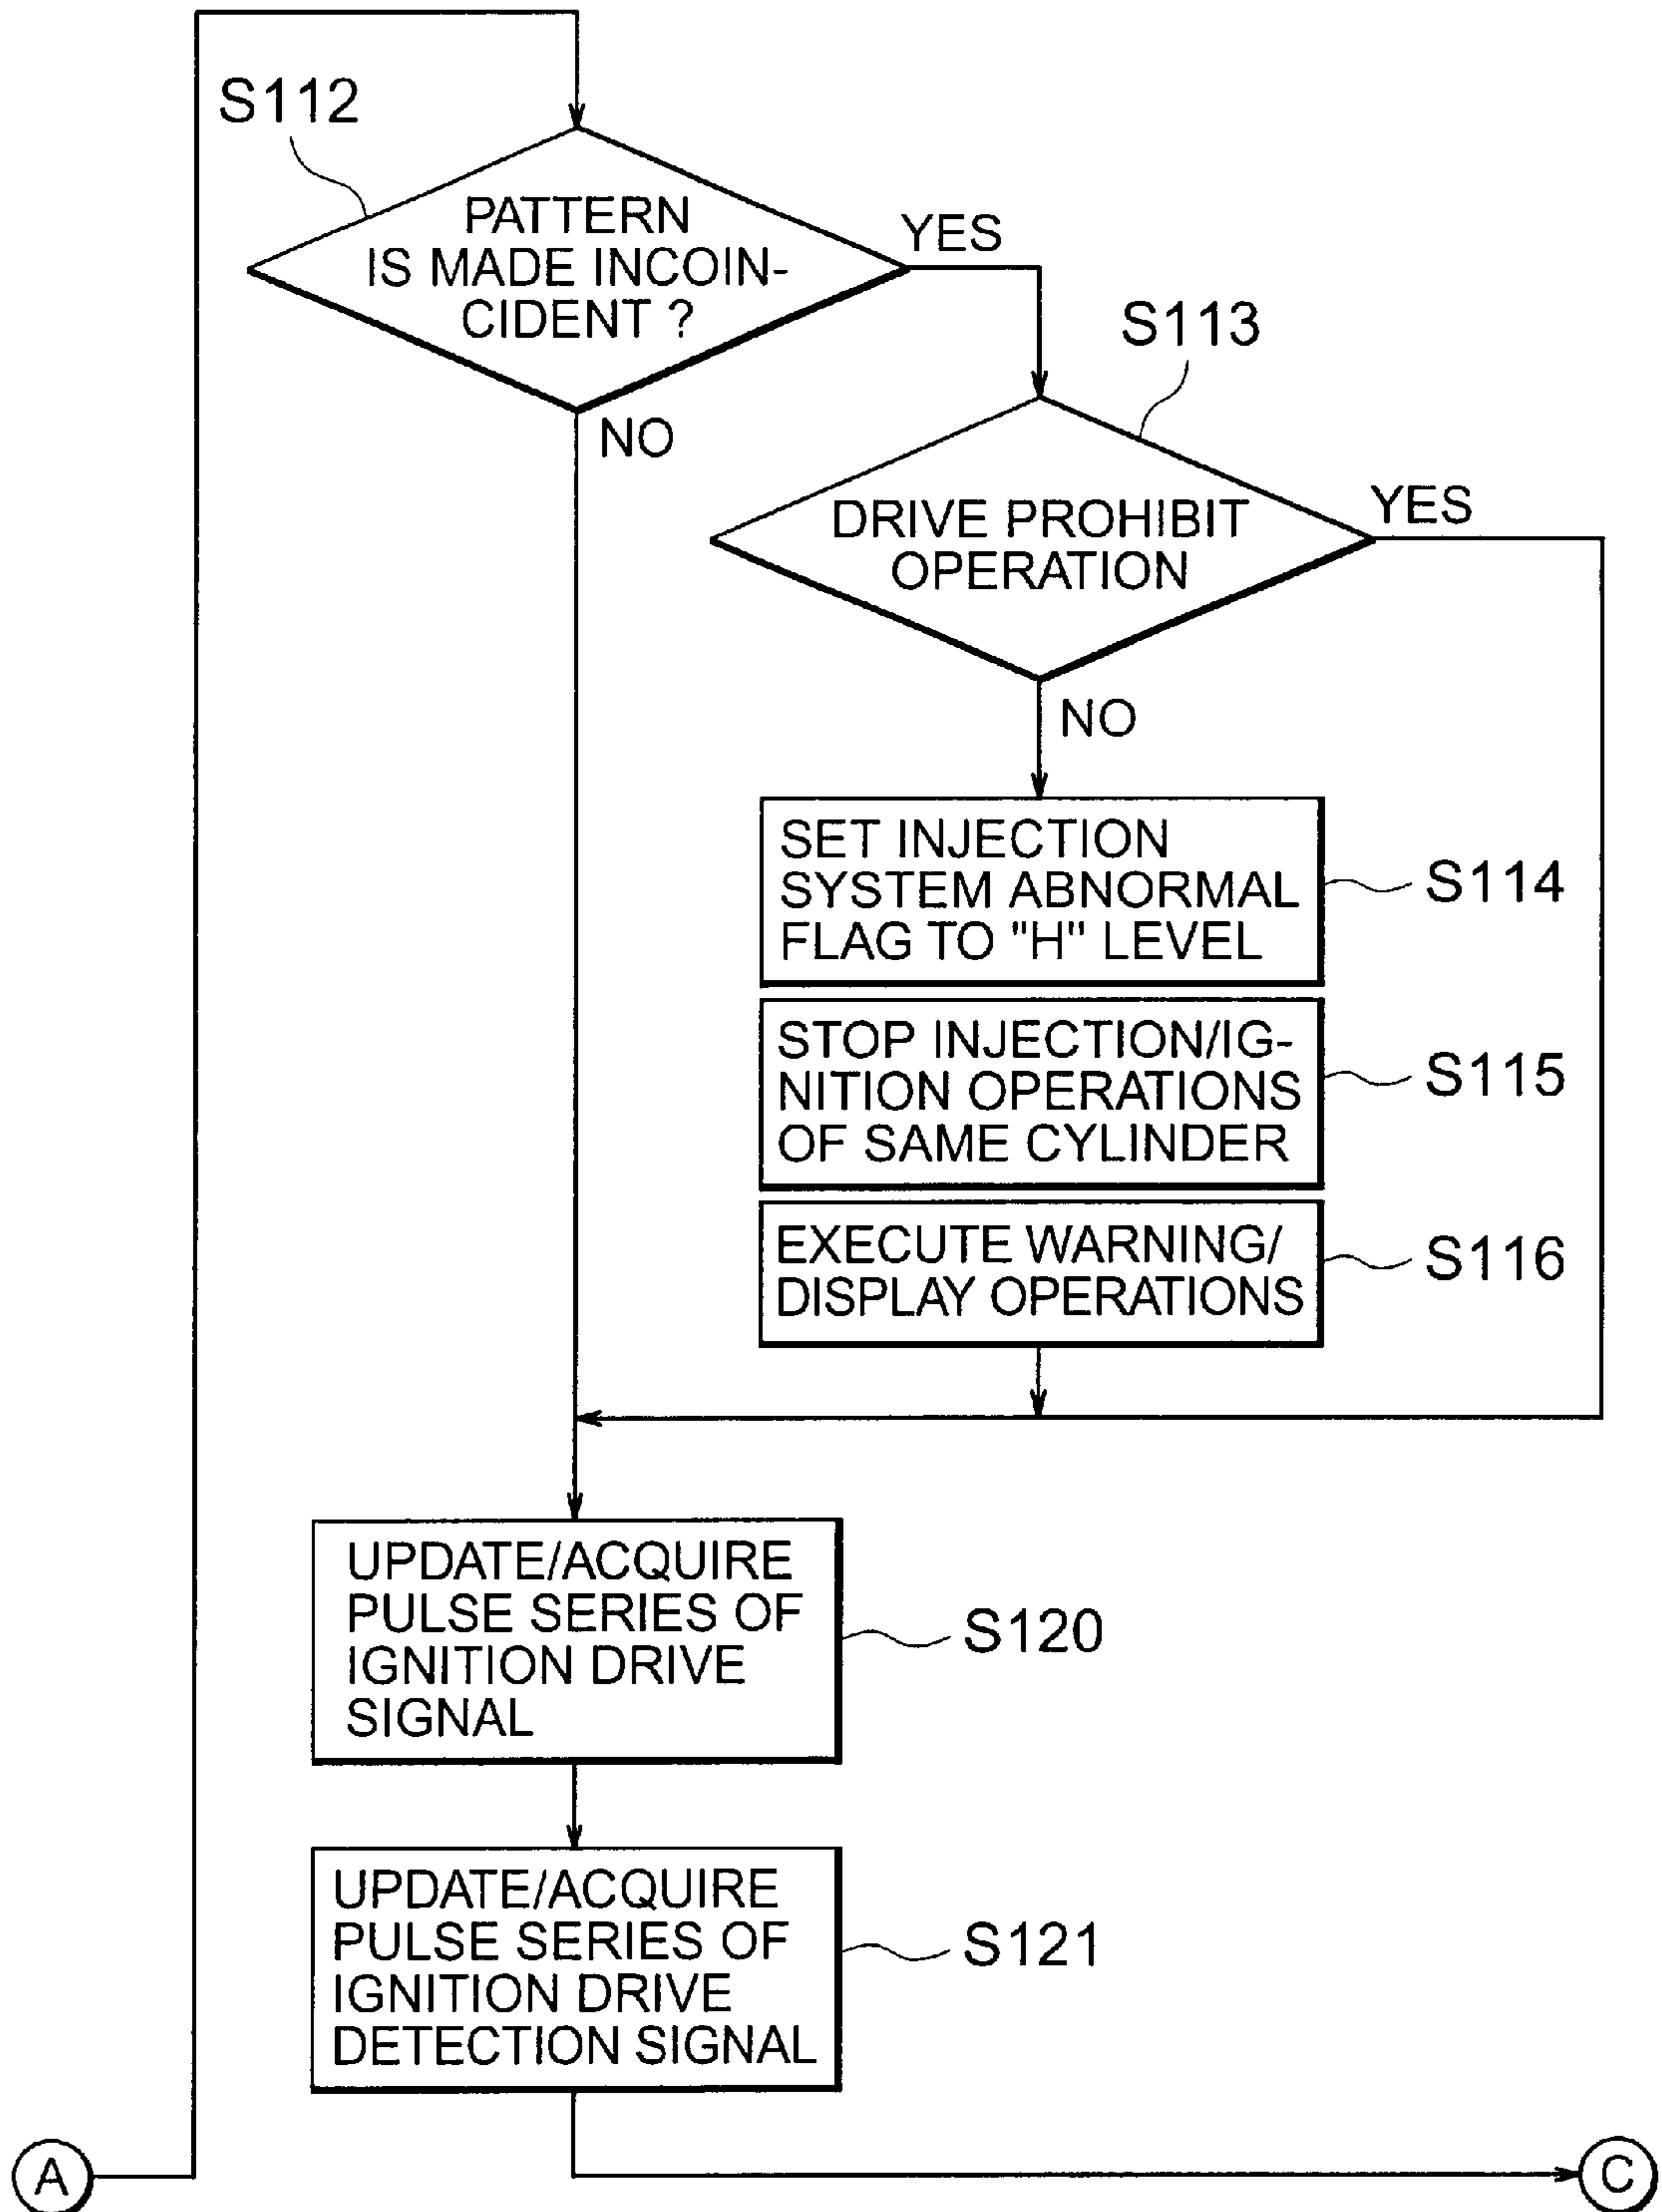 S112
PATTERN
IS MADE INCOIN-
CIDENT ?
YES
NO
S113
DRIVE PROHIBIT
OPERATION
YES
NO
SET INJECTION
SYSTEM ABNORMAL
FLAG TO "H" LEVEL
S114
STOP INJECTION/IG-
NITION OPERATIONS
OF SAME CYLINDER
S115
EXECUTE WARNING/
DISPLAY OPERATIONS
S116
UPDATE/ACQUIRE
PULSE SERIES OF
IGNITION DRIVE
SIGNAL
S120
UPDATE/ACQUIRE
PULSE SERIES OF
IGNITION DRIVE
DETECTION SIGNAL
S121
A
C